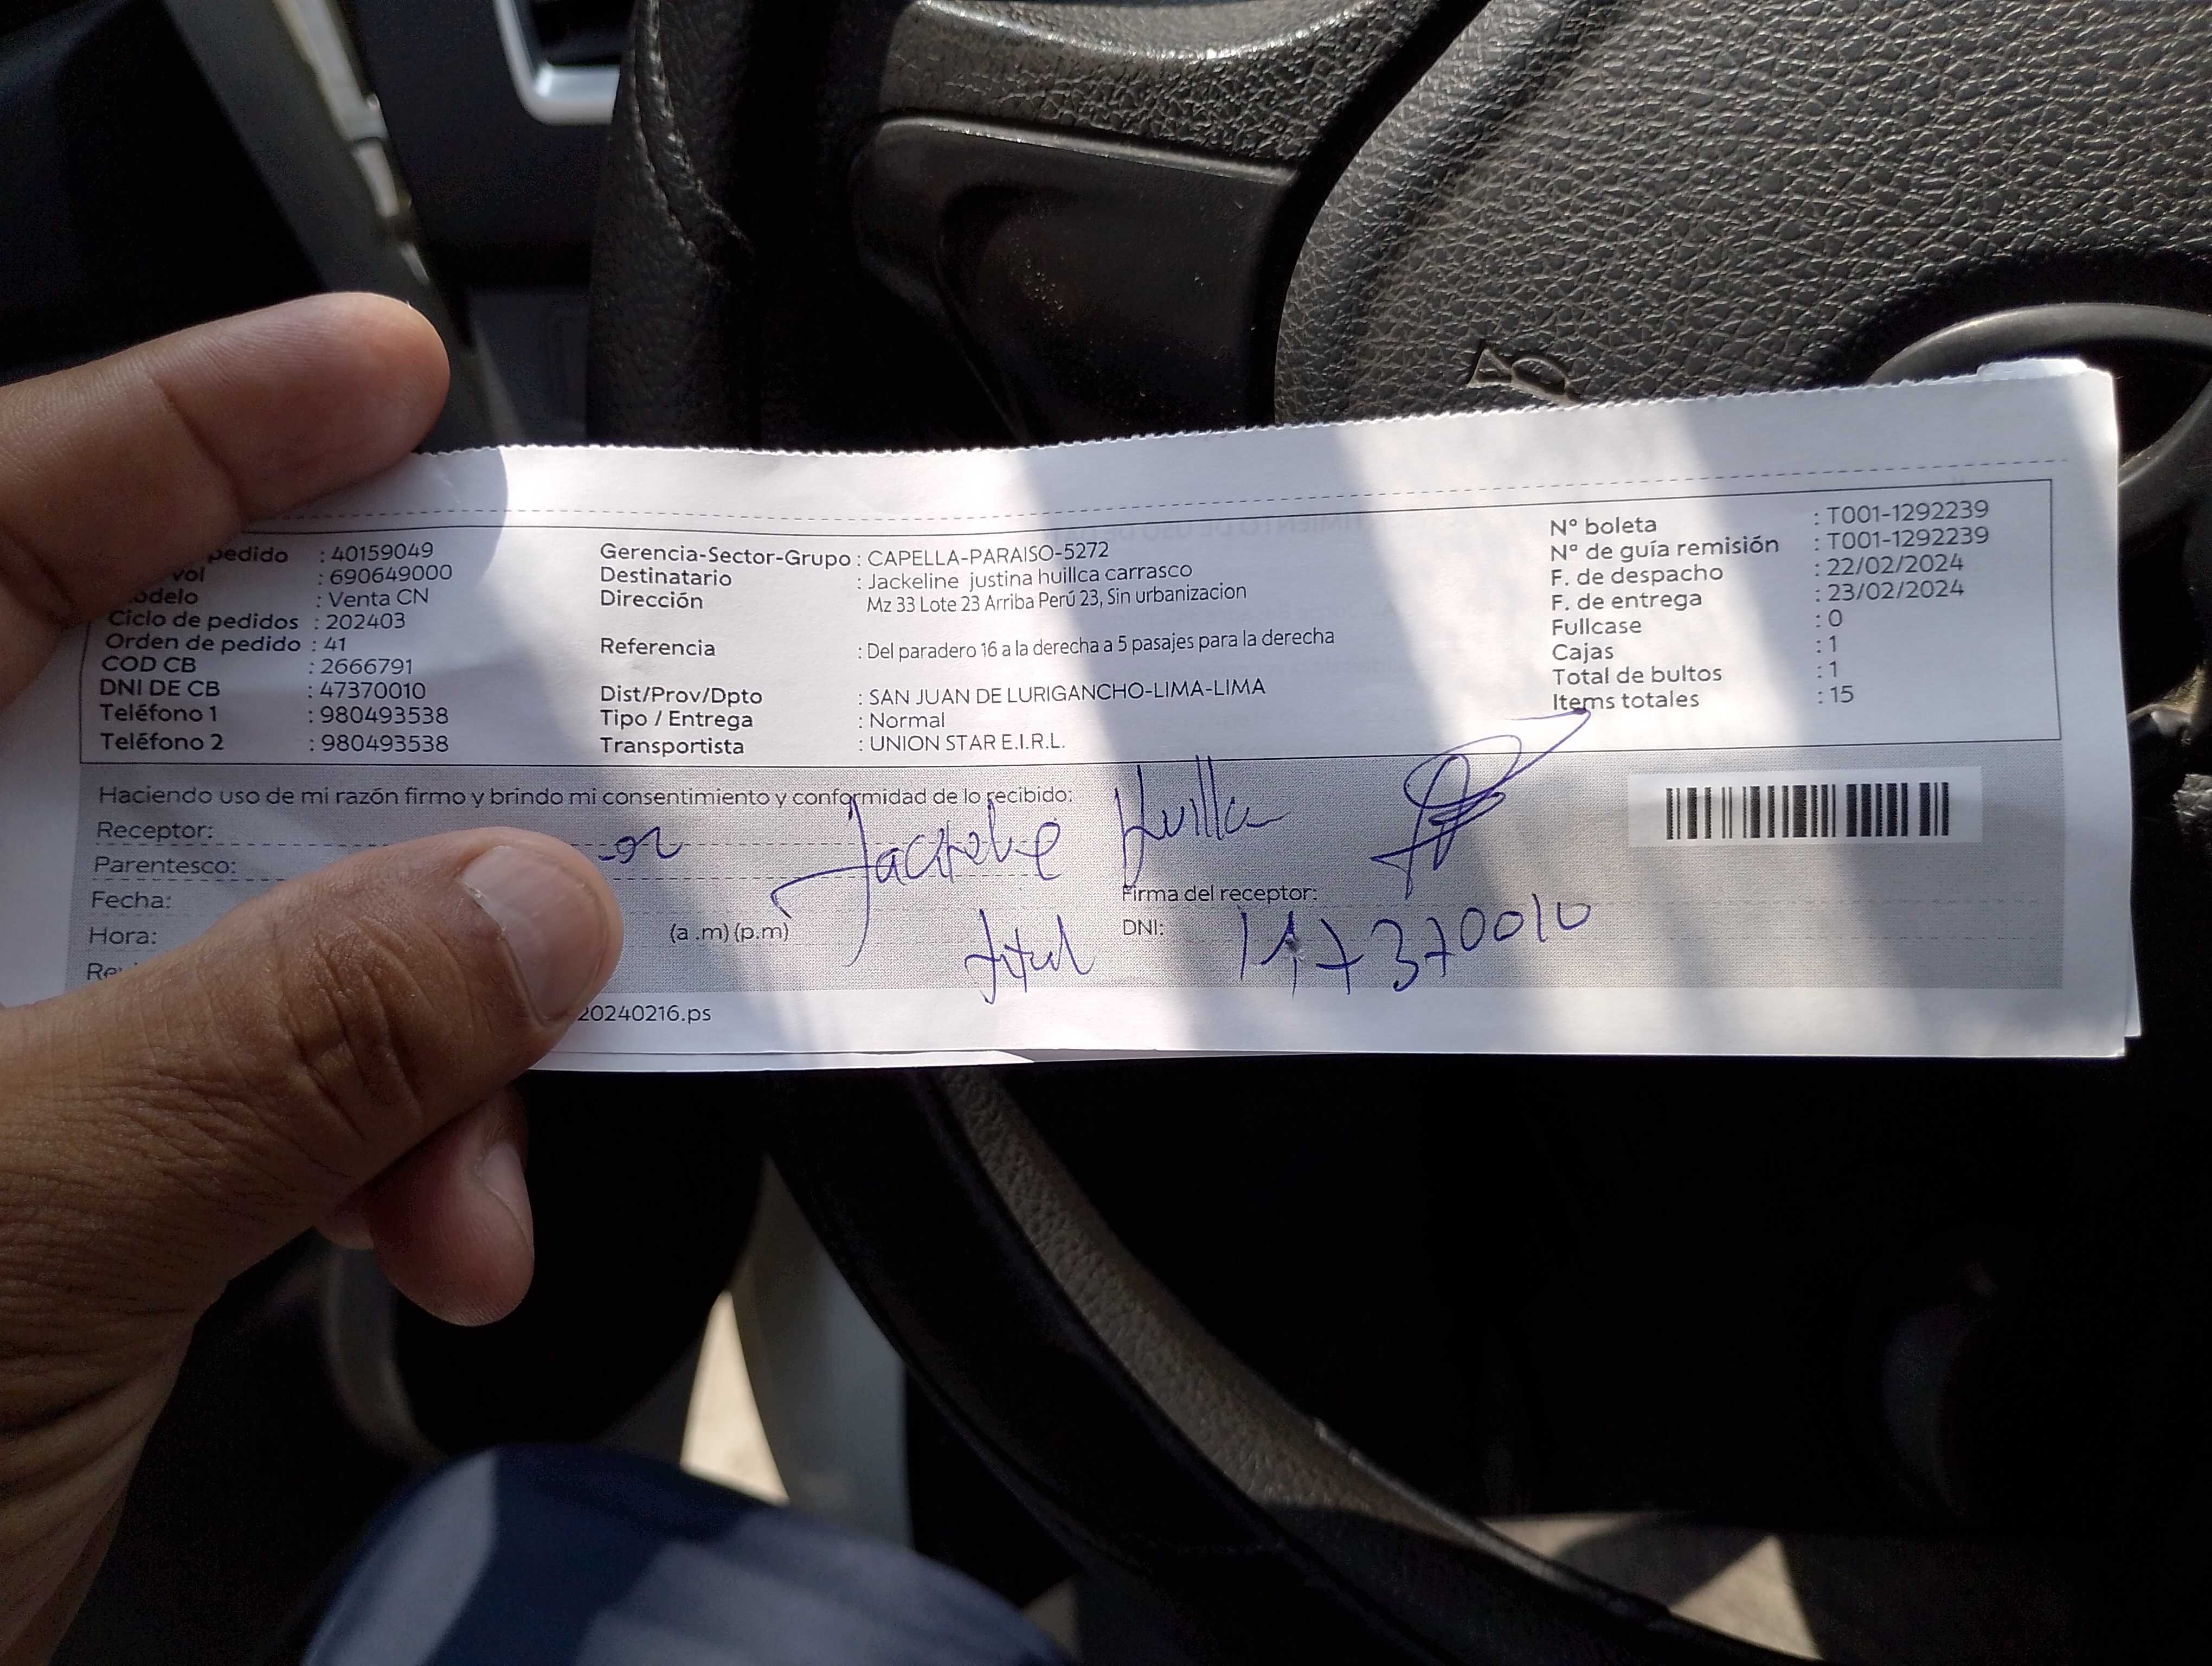 pedido : 40159049
vol : 690649000
odelo : Venta CN
Ciclo de pedidos : 202403
Orden de pedido : 41
COD CB : 2666791
DNI DE CB : 47370010
Teléfono 1 : 980493538
Teléfono 2 : 980493538
Gerencia-Sector-Grupo : CAPELLA-PARAISO-5272
Destinatario : Jackeline justina huillca carrasco
Dirección Mz 33 Lote 23 Arriba Perú 23, Sin urbanizacion
Referencia : Del paradero 16 a la derecha a 5 pasajes para la derecha
Dist/Prov/Dpto : SAN JUAN DE LURIGANCHO-LIMA-LIMA
Tipo / Entrega : Normal
Transportista : UNION STAR E.I.R.L.
N° boleta : T001-1292239
N° de guía remisión : T001-1292239
F. de despacho : 22/02/2024
F. de entrega : 23/02/2024
Fullcase : 0
Cajas : 1
Total de bultos : 1
Items totales : 15
Haciendo uso de mi razón firmo y brindo mi consentimiento y conformidad de lo recibido:
Receptor:
Huilla
Parentesco:
Fecha:
Firma del receptor:
Hora: (a .m) (p.m)
DNI: 47370010
20240216.ps